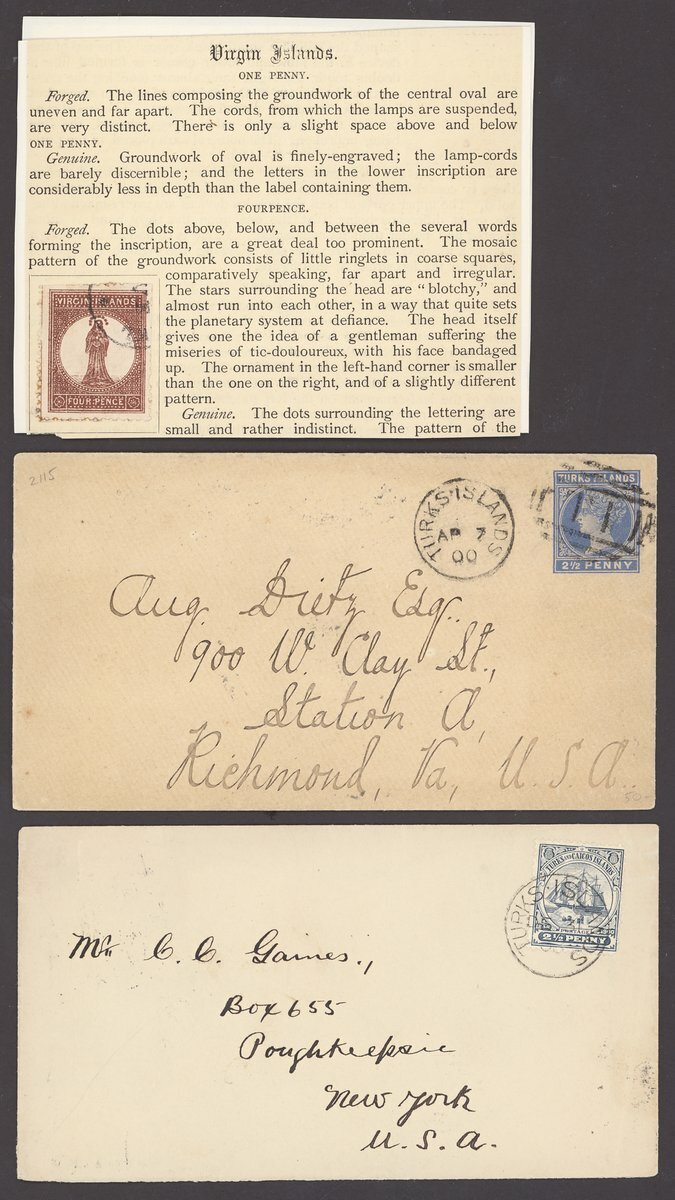 Virgin Islands.
ONE PENNY.
Forged. The lines composing the groundwork of the central oval are
uneven and far apart. The cords, from which the lamps are suspended,
are very distinct. There is only a slight space above and below
ONE PENNY.
Genuine. Groundwork of oval is finely-engraved; the lamp-cords
are barely discernible; and the letters in the lower inscription are
considerably less in depth than the label containing them.
FOURPENCE.
Forged. The dots above, below, and between the several words
forming the inscription, are a great deal too prominent. The mosaic
pattern of the groundwork consists of little ringlets in coarse squares,
comparatively speaking, far apart and irregular.
The stars surrounding the head are "blotchy," and
almost run into each other, in a way that quite sets
the planetary system at defiance. The head itself
gives one the idea of a gentleman suffering the
miseries of tic-douloureux, with his face bandaged
up. The ornament in the left-hand corner is smaller
than the one on the right, and of a slightly different
pattern.
Genuine. The dots surrounding the lettering are
small and rather indistinct. The pattern of the
VIRGIN ISLANDS
FOUR PENCE
2115
TURKS ISLANDS
AP 7
00
TURKS ISLANDS
2½ PENNY
Aug. Dietz Esq.,
900 W. Clay St.,
Station A,
Richmond, Va, U. S. A.
50-
TURKS AND CAICOS ISLANDS
2½ PENNY
TURKS
Mr. C. C. Gaines.,
Box 655
Poughkeepsie
New York
U. S. A.